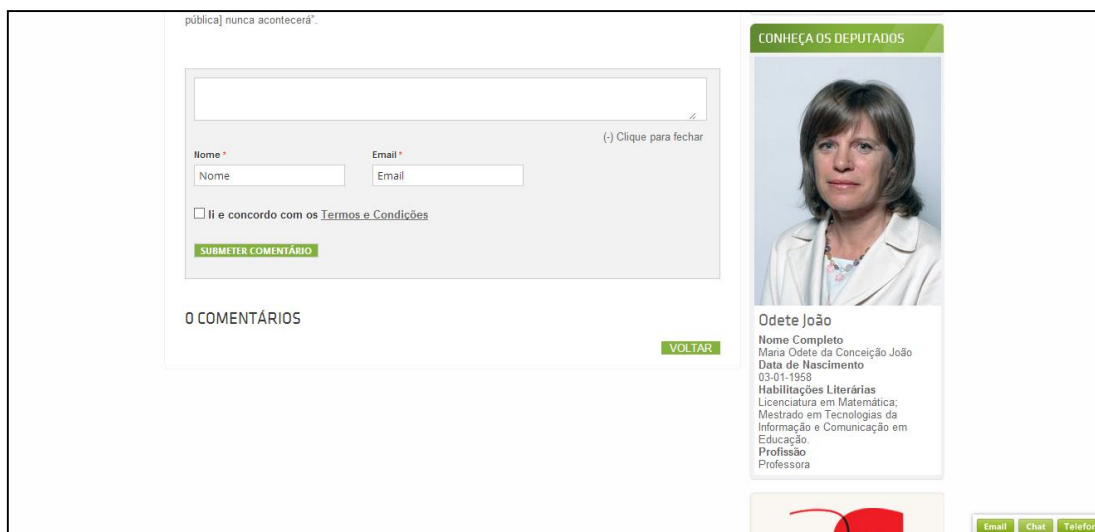 pública] nunca acontecerá”.
(-) Clique para fechar
Nome *
Email *
Nome
Email
li e concordo com os Termos e Condições
SUBMETER COMENTÁRIO
0 COMENTÁRIOS
VOLTAR
CONHEÇA OS DEPUTADOS
Odete João
Nome Completo
Maria Odete da Conceição João
Data de Nascimento
03-01-1958
Habilitações Literárias
Licenciatura em Matemática;
Mestrado em Tecnologias da
Informação e Comunicação em
Educação.
Profissão
Professora
Email
Chat
Telefon